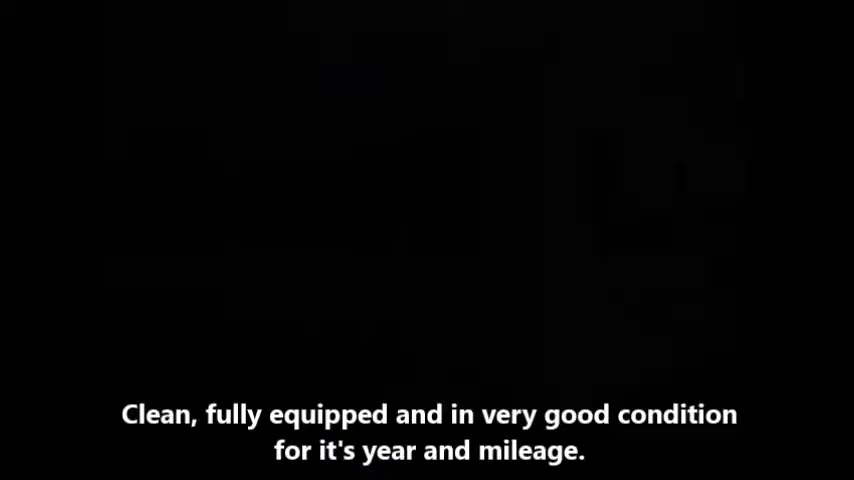 Clean, fully equipped and in very good condition
for it's year and mileage.